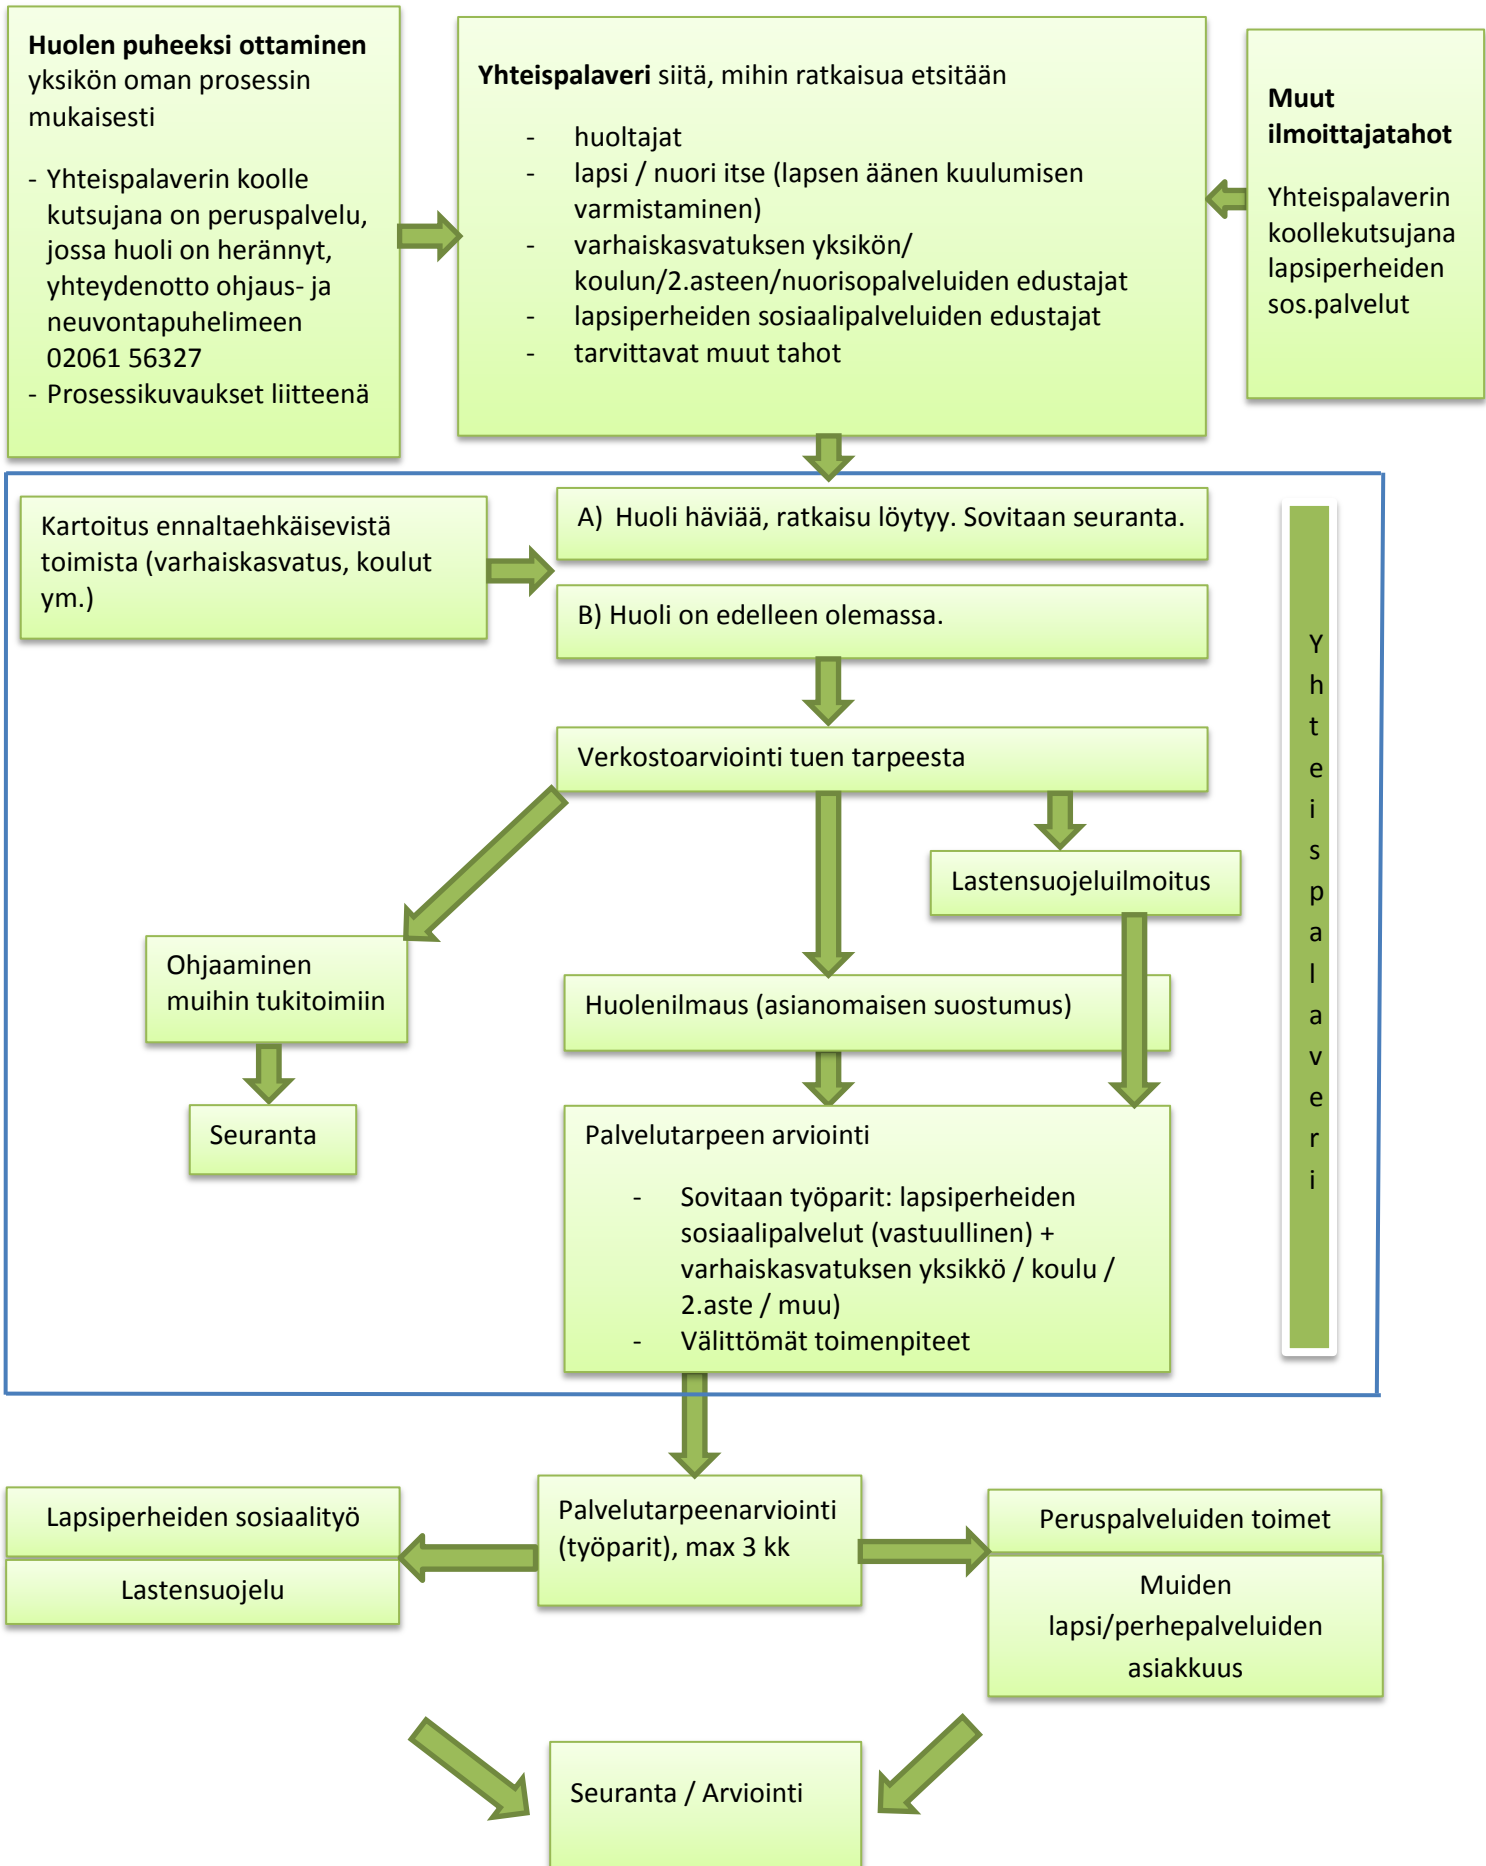 Huolen puheeksi ottaminen
yksikön oman prosessin
mukaisesti
- Yhteispalaverin koolle
kutsujana on peruspalvelu,
jossa huoli on herännyt,
yhteydenotto ohjaus- ja
neuvontapuhelimeen
02061 56327
- Prosessikuvaukset liitteenä
Yhteispalaveri siitä, mihin ratkaisua etsitään
- huoltajat
- lapsi / nuori itse (lapsen äänen kuulumisen
varmistaminen)
- varhaiskasvatuksen yksikön/
koulun/2.asteen/nuorisopalveluiden edustajat
- lapsiperheiden sosiaalipalveluiden edustajat
- tarvittavat muut tahot
Muut
ilmoittajatahot
Yhteispalaverin
koollekutsujana
lapsiperheiden
sos.palvelut
Kartoitus ennaltaehkäisevistä
toimista (varhaiskasvatus, koulut
ym.)
A) Huoli häviää, ratkaisu löytyy. Sovitaan seuranta.
B) Huoli on edelleen olemassa.
Verkostoarviointi tuen tarpeesta
Lastensuojeluilmoitus
Ohjaaminen
muihin tukitoimiin
Huolenilmaus (asianomaisen suostumus)
Seuranta
Palvelutarpeen arviointi
- Sovitaan työparit: lapsiperheiden
sosiaalipalvelut (vastuullinen) +
varhaiskasvatuksen yksikkö / koulu /
2.aste / muu)
- Välittömät toimenpiteet
Y
h
t
e
i
s
p
a
l
a
v
e
r
i
Lapsiperheiden sosiaalityö
Lastensuojelu
Palvelutarpeenarviointi
(työparit), max 3 kk
Peruspalveluiden toimet
Muiden
lapsi/perhepalveluiden
asiakkuus
Seuranta / Arviointi